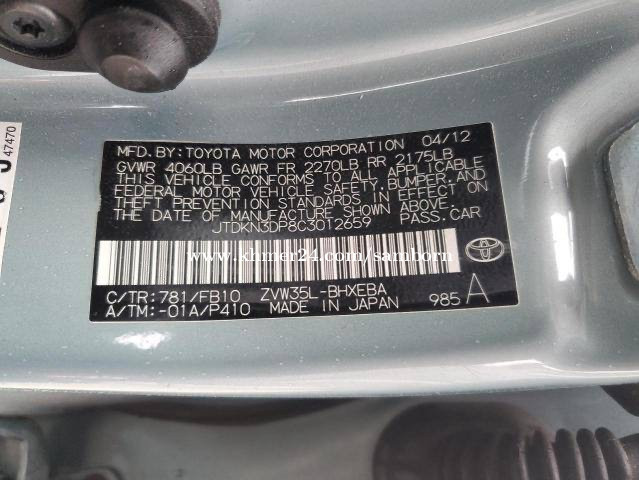 47470
MFD.BY:TOYOTA MOTOR CORPORATION 04/12
GVWR 4060LB GAWR FR 2270LB RR 2175LB
THIS VEHICLE CONFORMS TO ALL APPLICABLE
FEDERAL MOTOR VEHICLE SAFETY, BUMPER, AND
THEFT PREVENTION STANDARDS IN EFFECT ON
THE DATE OF MANUFACTURE SHOWN ABOVE.
JTDKN3DP8C3012659 PASS.CAR
www.khmer24.com/samborn
C/TR:781/FB10 ZVW35L-BHXEBA
A/TM:-01A/P410 MADE IN JAPAN 985 A